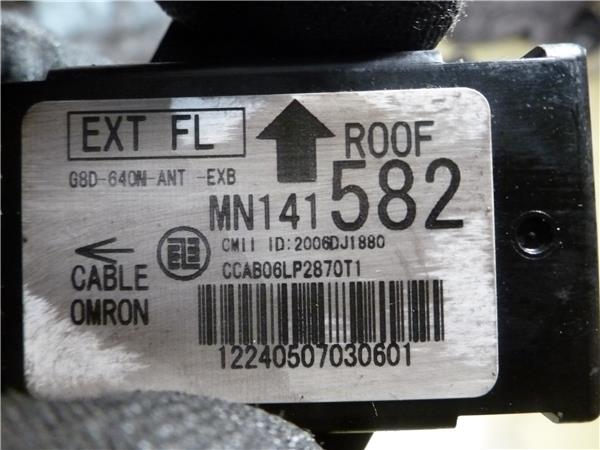 EXT FL
ROOF
G8D-640M-ANT -EXB
MN141582
CMII ID:2006DJ1880
CCAB06LP2870T1
CABLE
OMRON
12240507030601